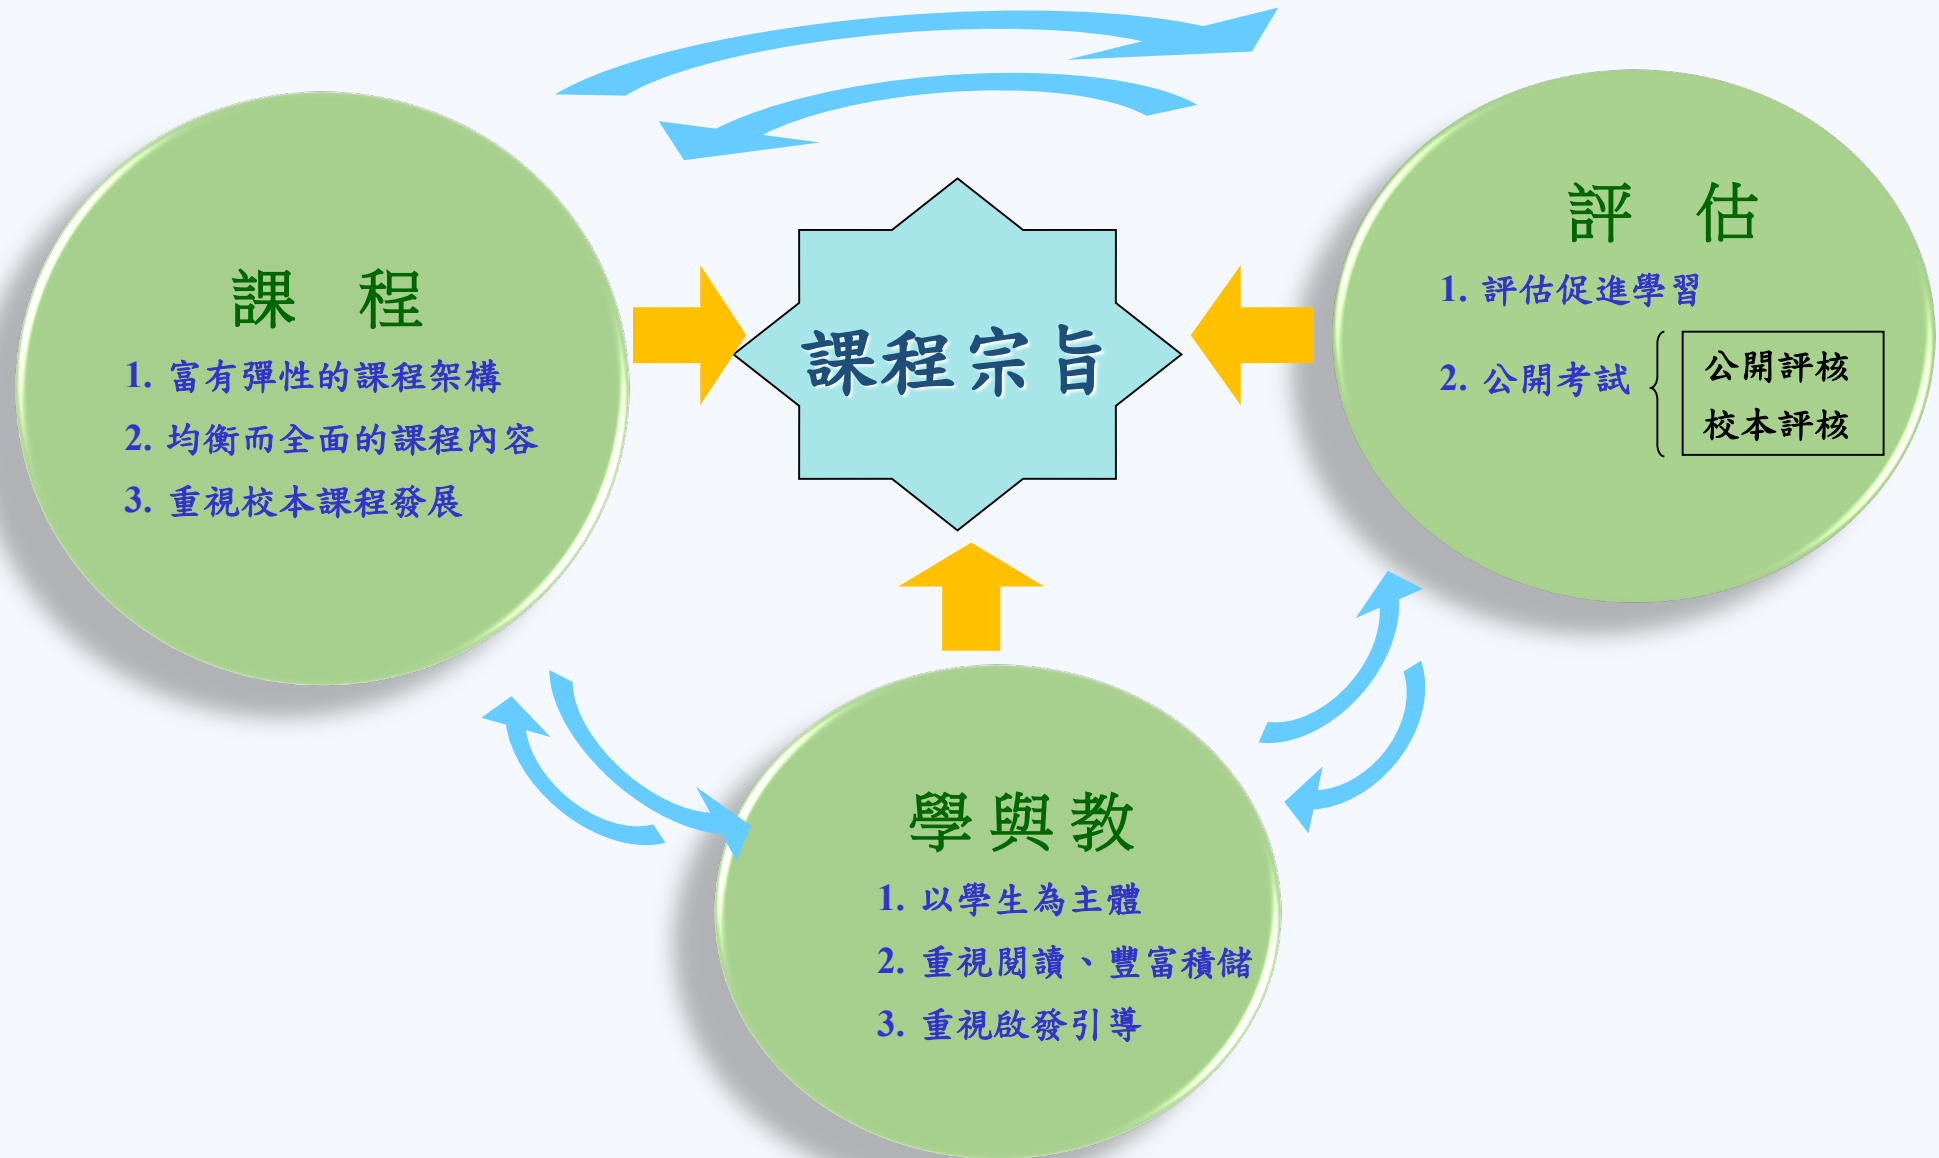 課 程
1. 富有彈性的課程架構
2. 均衡而全面的課程內容
3. 重視校本課程發展
課程宗旨
評 估
1. 評估促進學習
2. 公開考試
公開評核
校本評核
學與教
1. 以學生為主體
2. 重視閱讀、豐富積儲
3. 重視啟發引導